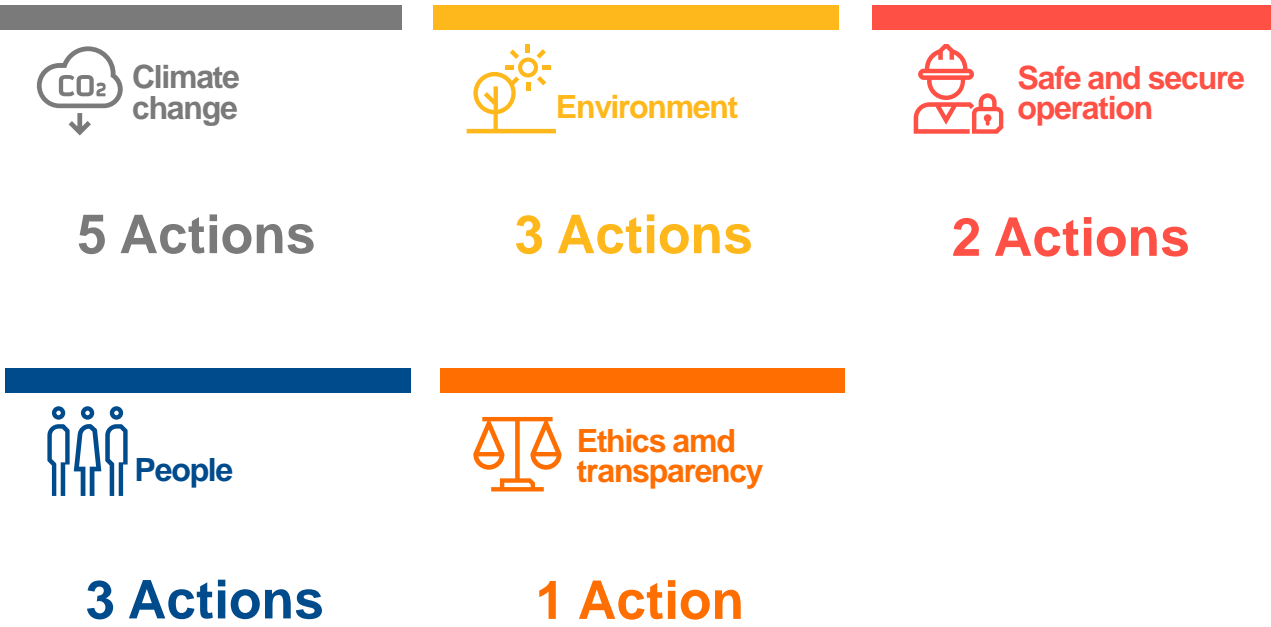 CO₂
Climate
change
5 Actions
Environment
3 Actions
Safe and secure
operation
2 Actions
People
3 Actions
Ethics amd
transparency
1 Action